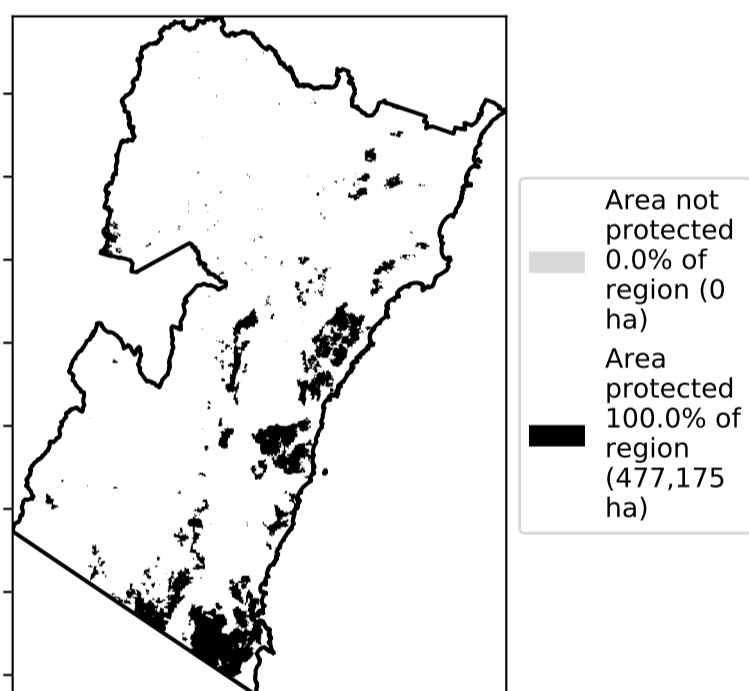 Area not
protected
0.0% of
region (0
ha)
Area
protected
100.0% of
region
(477,175
ha)